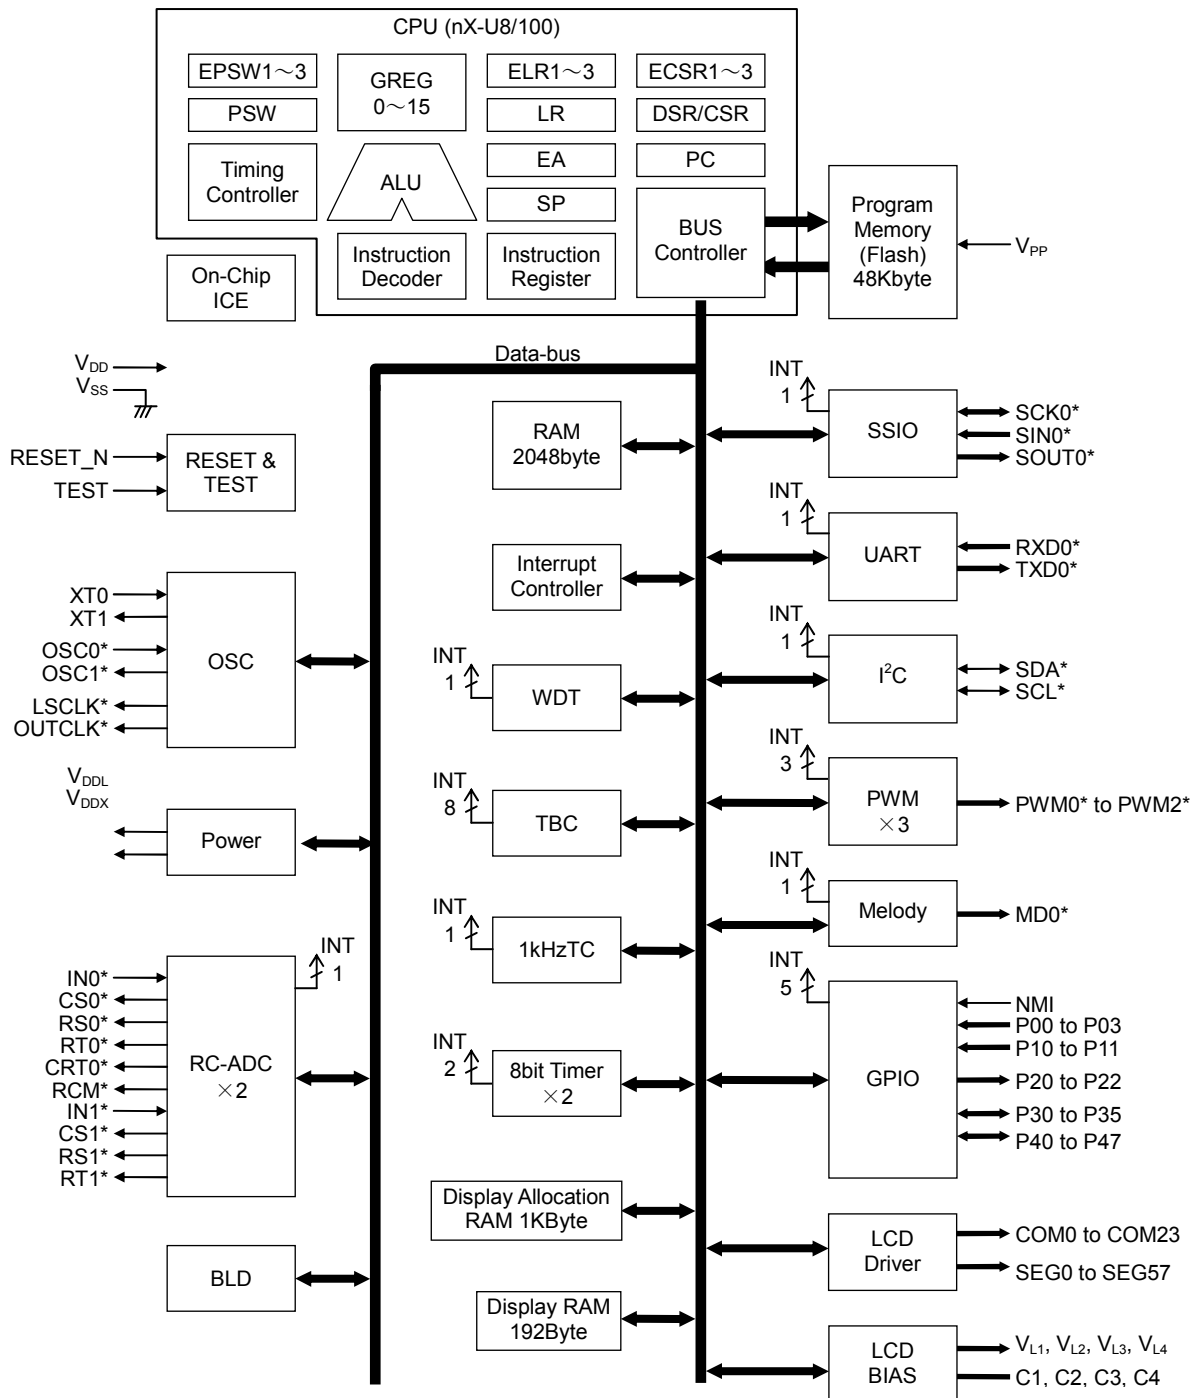 CPU (nX-U8/100)
EPSW1～3
GREG
0～15
ELR1～3
ECSR1～3
PSW
LR
DSR/CSR
Timing
Controller
ALU
EA
PC
SP
BUS
Controller
Program
Memory
(Flash)
48Kbyte
VPP
Instruction
Decoder
Instruction
Register
On-Chip
ICE
VDD
VSS
Data-bus
RESET_N
TEST
RESET &
TEST
RAM
2048byte
INT
1
SSIO
SCK0*
SIN0*
SOUT0*
INT
1
UART
RXD0*
TXD0*
Interrupt
Controller
XT0
XT1
OSC0*
OSC1*
LSCLK*
OUTCLK*
OSC
INT
1
WDT
INT
1
I²C
SDA*
SCL*
VDDL
VDDX
Power
INT
8
TBC
INT
3
PWM
×3
PWM0* to PWM2*
INT
1
Melody
MD0*
INT
1
1kHzTC
IN0*
CS0*
RS0*
RT0*
CRT0*
RCM*
IN1*
CS1*
RS1*
RT1*
RC-ADC
×2
INT
1
INT
2
8bit Timer
×2
INT
5
GPIO
NMI
P00 to P03
P10 to P11
P20 to P22
P30 to P35
P40 to P47
Display Allocation
RAM 1KByte
LCD
Driver
COM0 to COM23
SEG0 to SEG57
BLD
Display RAM
192Byte
LCD
BIAS
VL1, VL2, VL3, VL4
C1, C2, C3, C4